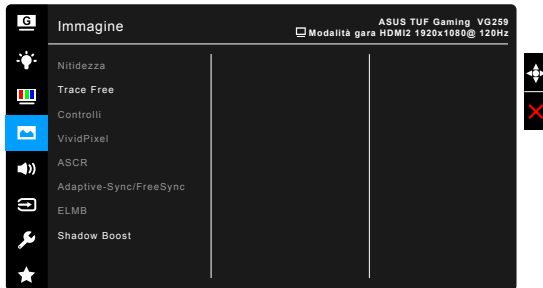 G
Immagine
ASUS TUF Gaming VG259
Modalità gara HDMI2 1920x1080@ 120Hz
Nitidezza
Trace Free
Controlli
VividPixel
ASCR
Adaptive-Sync/FreeSync
ELMB
Shadow Boost